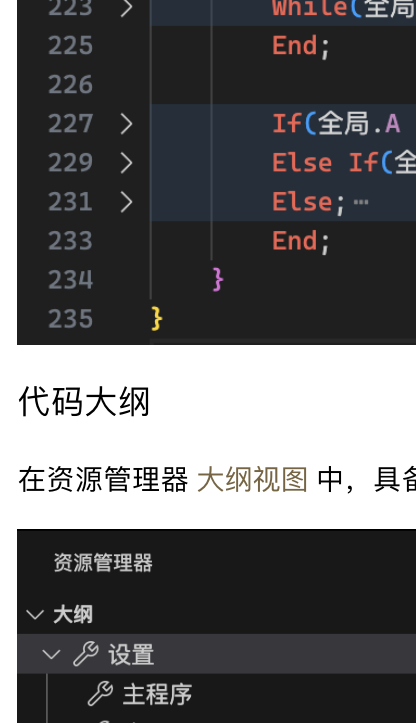 223 While(全局
225 End;
226
227 If(全局.A
229 Else If(全
231 Else;⋯
233 End;
234 }
235 }
代码大纲
在资源管理器 大纲视图 中，具备
资源管理器
大纲
设置
主程序